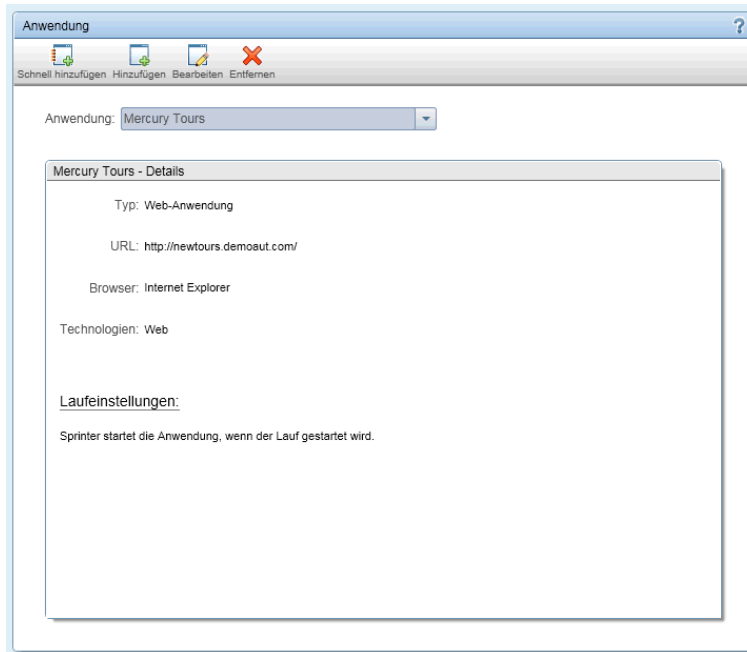 Anwendung
?
Schnell hinzufügen Hinzufügen Bearbeiten Entfernen
Anwendung: Mercury Tours
Mercury Tours - Details
Typ: Web-Anwendung
URL: http://newtours.demoaut.com/
Browser: Internet Explorer
Technologien: Web
Laufeinstellungen:
Sprinter startet die Anwendung, wenn der Lauf gestartet wird.